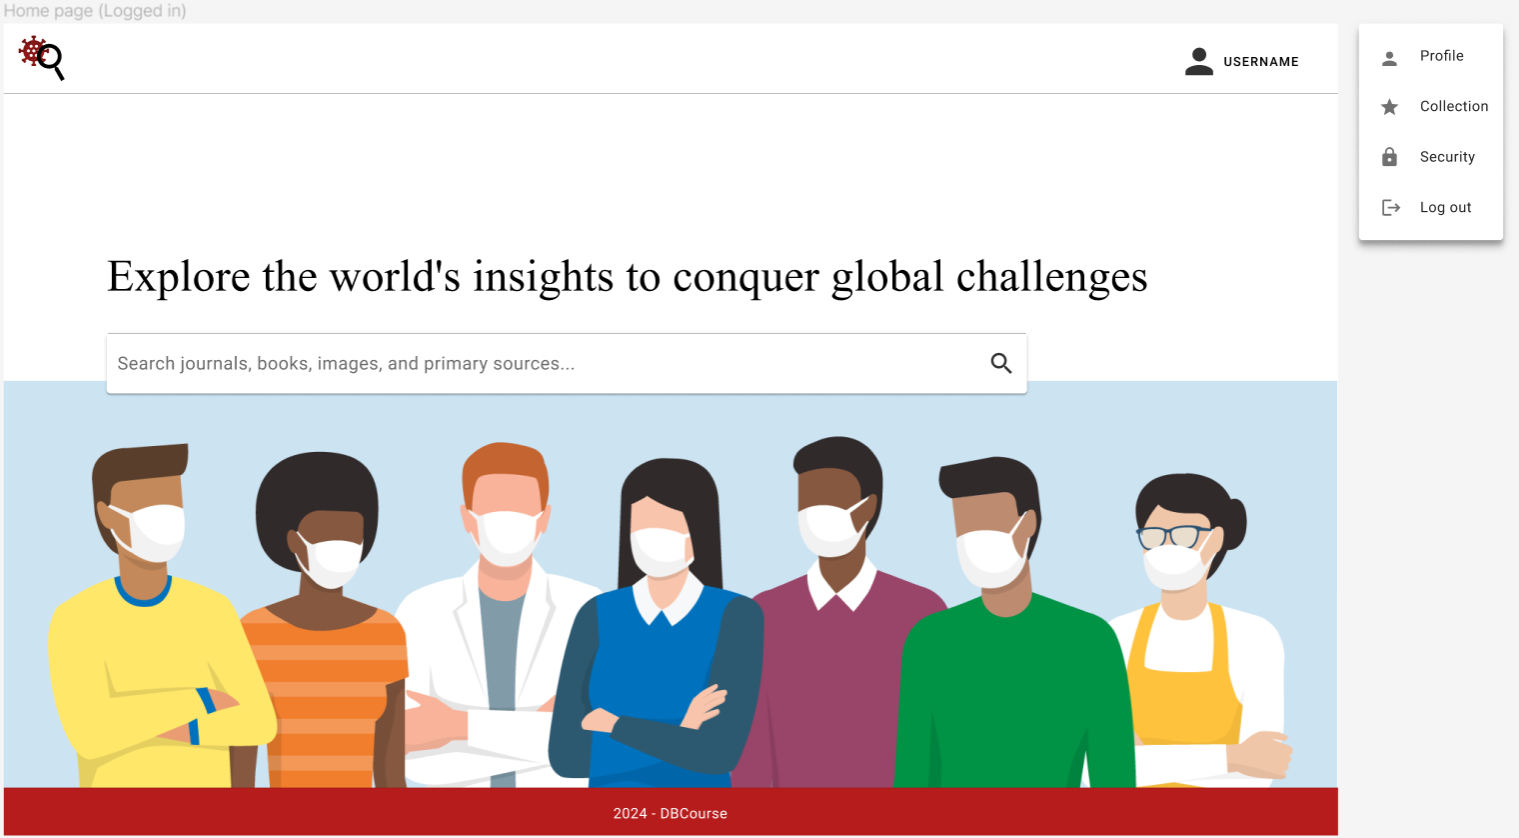 Home page (Logged in)
USERNAME
Profile
Collection
Security
Log out
Explore the world's insights to conquer global challenges
Search journals, books, images, and primary sources...
2024 - DBCourse